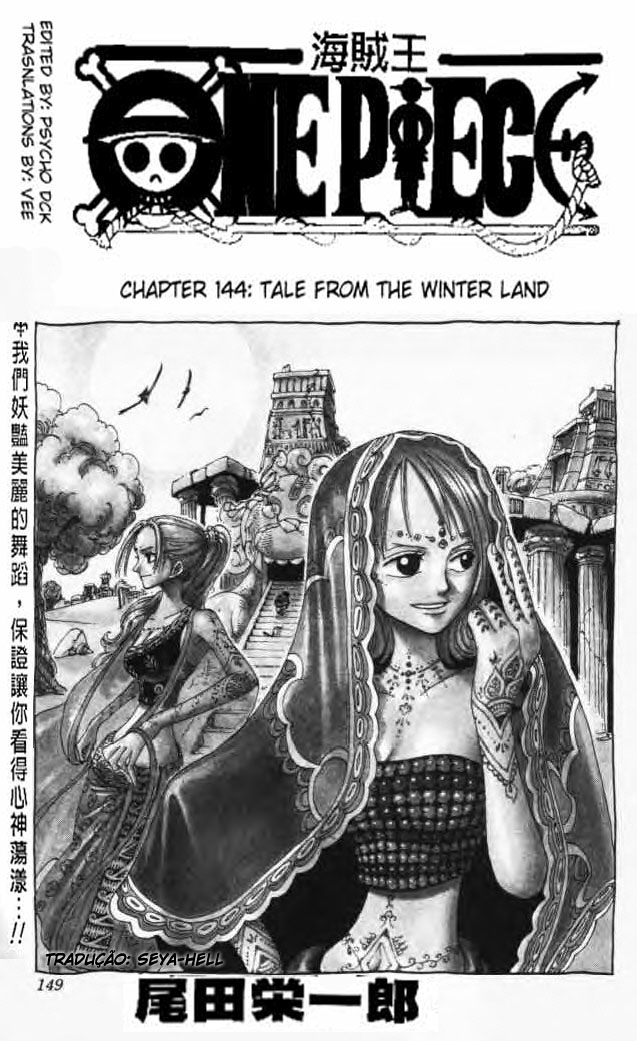 EDITED BY: PSYCHO DCK
TRASNLATIONS BY: VEE
海賊王
ONE PIECE
CHAPTER 144: TALE FROM THE WINTER LAND
我們妖豔美麗的舞蹈，保證讓你看得心神蕩漾…!!
TRADUÇÃO: SEYA-HELL
149
尾田栄一郎